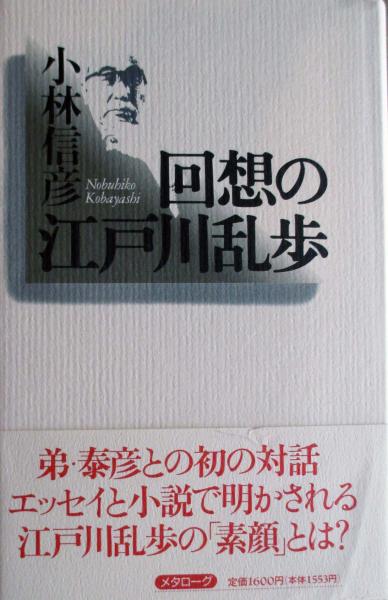 小林信彦
Nobuhiko
Kobayashi
回想の
江戸川乱歩
弟・泰彦との初の対話
エッセイと小説で明かされる
江戸川乱歩の「素顔」とは?
メタローグ 定価1600円(本体1553円)